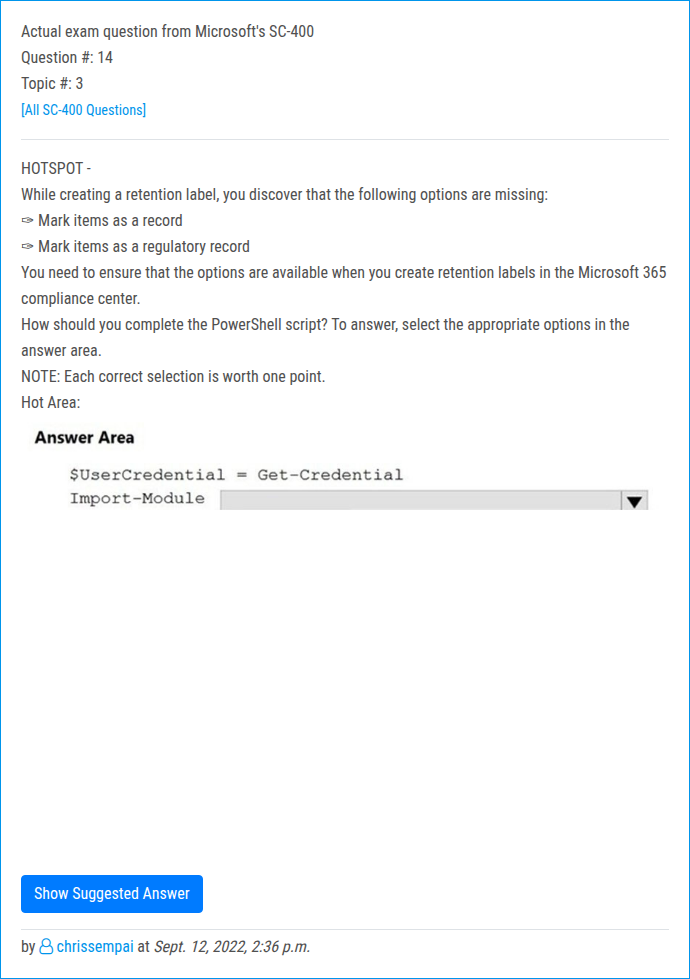 Actual exam question from Microsoft's SC-400
Question #: 14
Topic #: 3
[All SC-400 Questions]
HOTSPOT -
While creating a retention label, you discover that the following options are missing:
✑ Mark items as a record
✑ Mark items as a regulatory record
You need to ensure that the options are available when you create retention labels in the Microsoft 365
compliance center.
How should you complete the PowerShell script? To answer, select the appropriate options in the
answer area.
NOTE: Each correct selection is worth one point.
Hot Area:
Answer Area
$UserCredential = Get-Credential
Import-Module
Show Suggested Answer
by chrissempai at Sept. 12, 2022, 2:36 p.m.